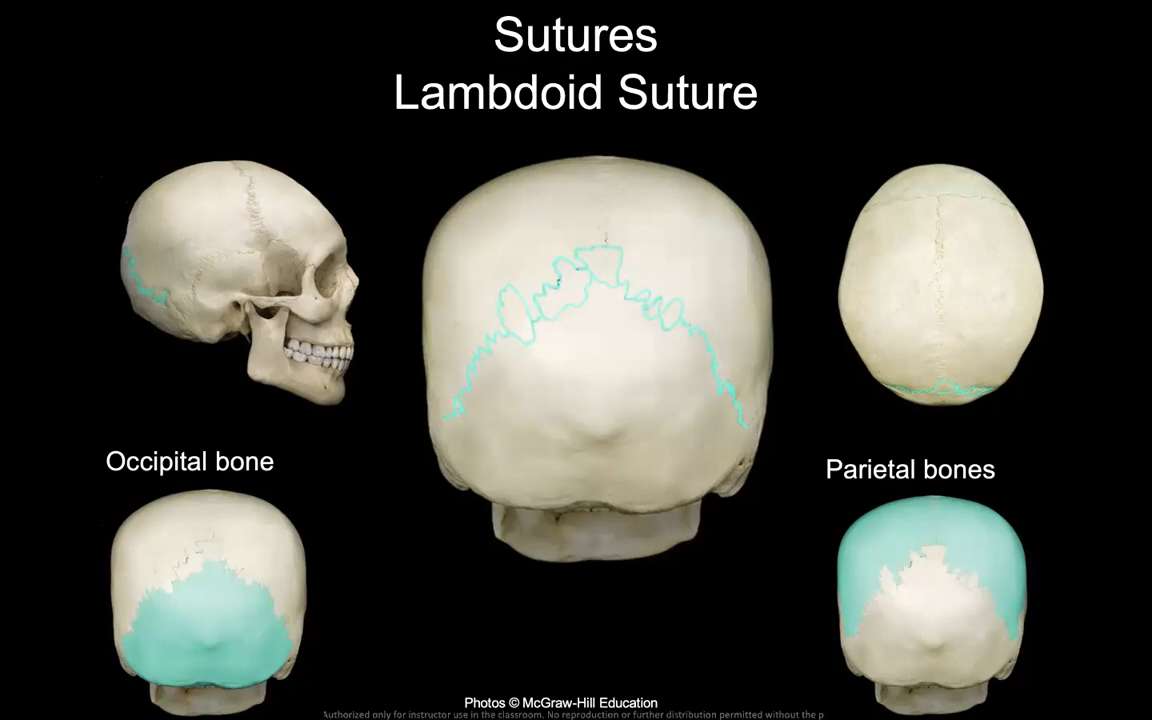 Sutures
Lambdoid Suture
Occipital bone
Parietal bones
Photos © McGraw-Hill Education
Authorized only for instructor use in the classroom. No reproduction or further distribution permitted without the p